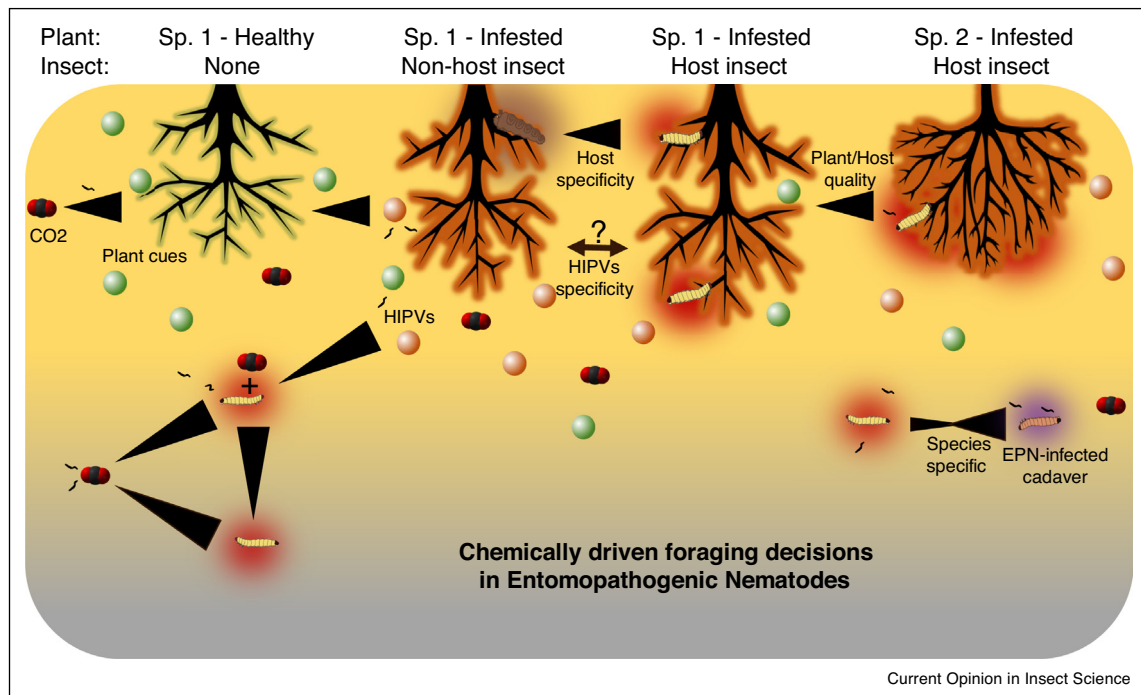 Plant: Sp. 1 - Healthy Sp. 1 - Infested Sp. 1 - Infested Sp. 2 - Infested
Insect: None Non-host insect Host insect Host insect
Host
specificity
Plant/Host
quality
CO2
Plant cues
?
HIPVs
specificity
HIPVs
+
Species
specific
EPN-infected
cadaver
Chemically driven foraging decisions
in Entomopathogenic Nematodes
Current Opinion in Insect Science